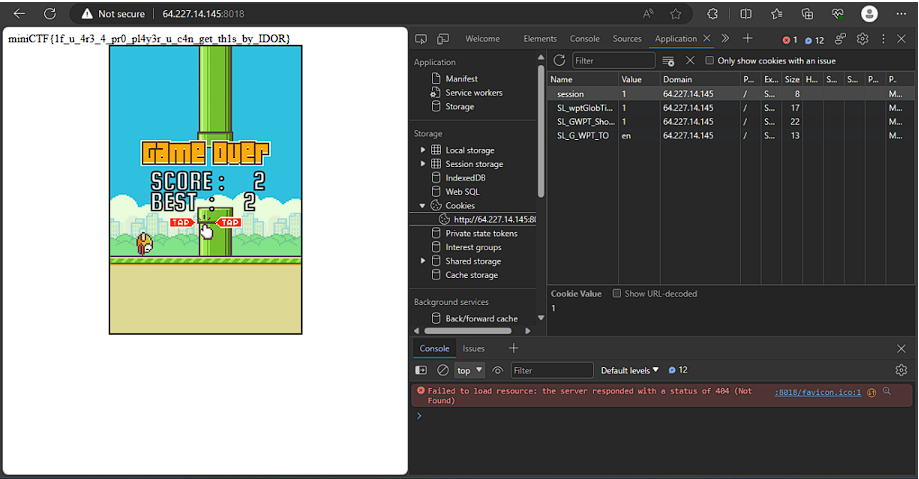 Not secure 64.227.14.145:8018
miniCTF{1f_u_4r3_4_pr0_pl4y3r_u_c4n_get_th1s_by_IDOR}
Game Over
SCORE: 2
BEST : 2
TAP TAP
Welcome Elements Console Sources Application 1 12
Application
Manifest
Service workers
Storage
Storage
Local storage
Session storage
IndexedDB
Web SQL
Cookies
http://64.227.14.145:80
Private state tokens
Interest groups
Shared storage
Cache storage
Background services
Back/forward cache
Filter Only show cookies with an issue
Name Value Domain P... Ex... Size H... S... S... P... P.
session 1 64.227.14.145 / S... 8 M...
SL_wptGlobTi... 1 64.227.14.145 / S... 17 M...
SL_GWPT_Sho... 1 64.227.14.145 / S... 22 M...
SL_G_WPT_TO en 64.227.14.145 / S... 13 M...
Cookie Value Show URL-decoded
1
Console Issues
top Filter Default levels 12
Failed to load resource: the server responded with a status of 404 (Not :8018/favicon.ico:1
Found)